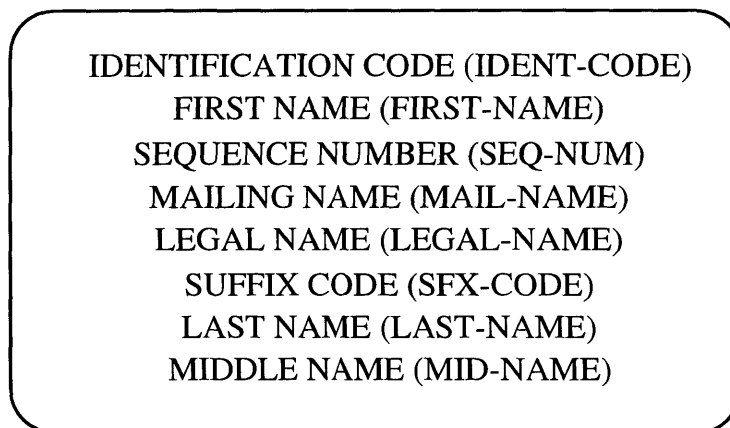 IDENTIFICATION CODE (IDENT-CODE)
FIRST NAME (FIRST-NAME)
SEQUENCE NUMBER (SEQ-NUM)
MAILING NAME (MAIL-NAME)
LEGAL NAME (LEGAL-NAME)
SUFFIX CODE (SFX-CODE)
LAST NAME (LAST-NAME)
MIDDLE NAME (MID-NAME)